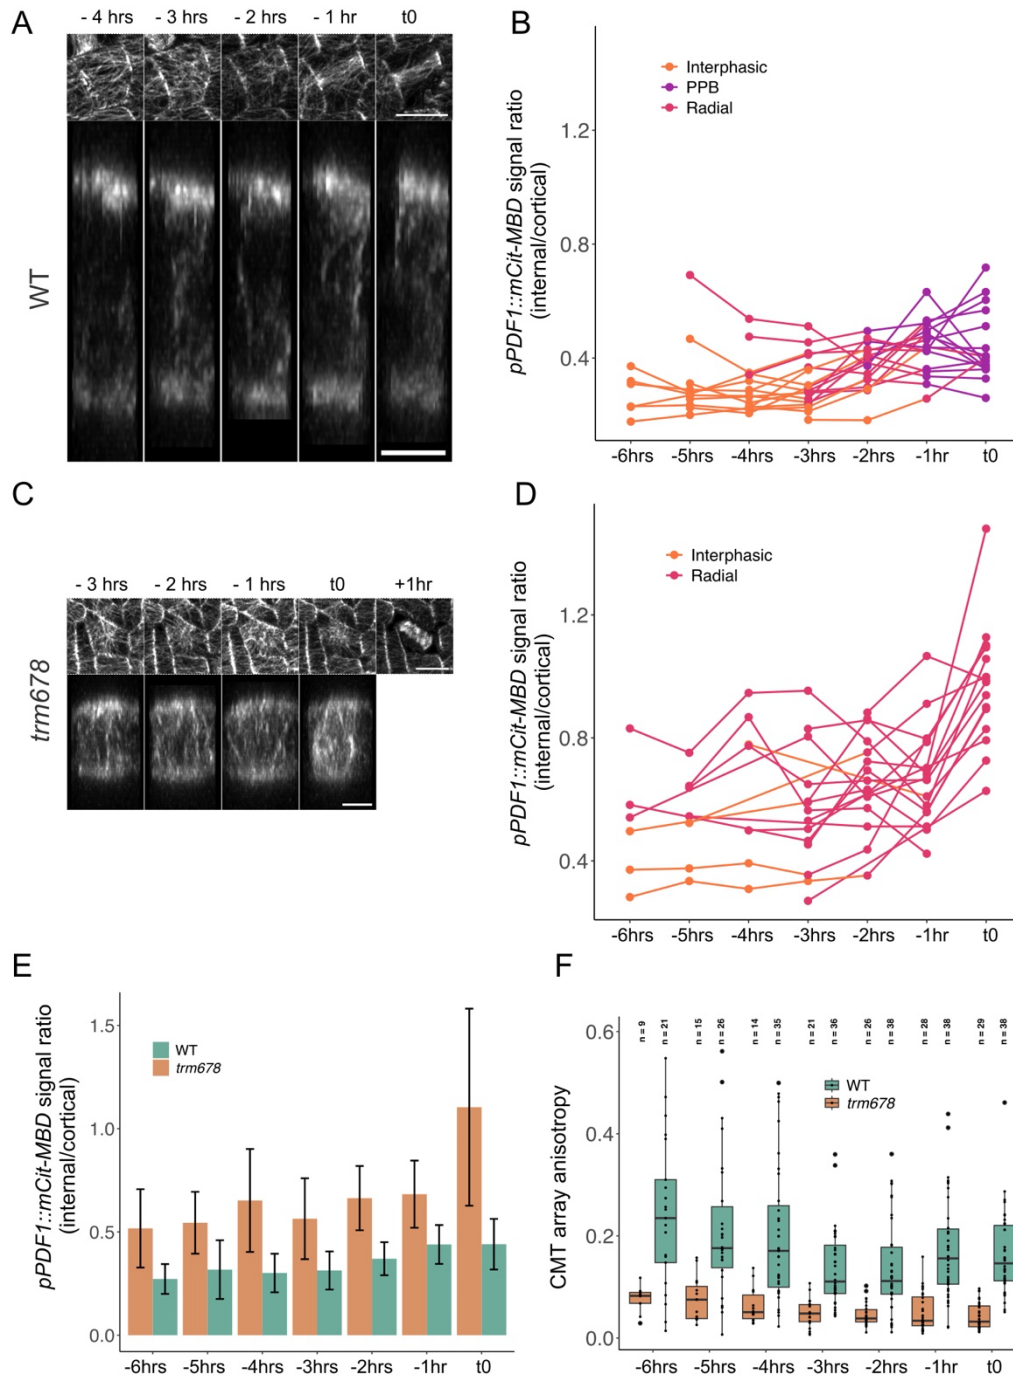 A
- 4 hrs - 3 hrs - 2 hrs - 1 hr t0
WT
B
Interphasic
PPB
Radial
pPDF1::mCit-MBD signal ratio
(internal/cortical)
1.2
0.8
0.4
-6hrs -5hrs -4hrs -3hrs -2hrs -1hr t0
C
- 3 hrs - 2 hrs - 1 hrs t0 +1hr
trm678
D
Interphasic
Radial
pPDF1::mCit-MBD signal ratio
(internal/cortical)
1.2
0.8
0.4
-6hrs -5hrs -4hrs -3hrs -2hrs -1hr t0
E
pPDF1::mCit-MBD signal ratio
(internal/cortical)
1.5
1.0
0.5
0.0
WT
trm678
-6hrs -5hrs -4hrs -3hrs -2hrs -1hr t0
F
n = 9 n = 21 n = 15 n = 26 n = 14 n = 35 n = 21 n = 36 n = 26 n = 38 n = 28 n = 38 n = 29 n = 38
CMT array anisotropy
0.6
0.4
0.2
0.0
WT
trm678
-6hrs -5hrs -4hrs -3hrs -2hrs -1hr t0